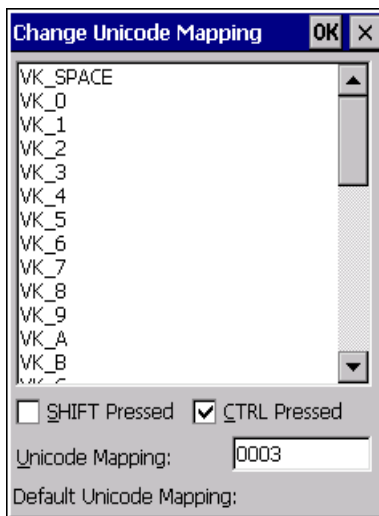 Change Unicode Mapping OK ×
VK_SPACE
VK_0
VK_1
VK_2
VK_3
VK_4
VK_5
VK_6
VK_7
VK_8
VK_9
VK_A
VK_B
SHIFT Pressed CTRL Pressed
Unicode Mapping: 0003
Default Unicode Mapping: